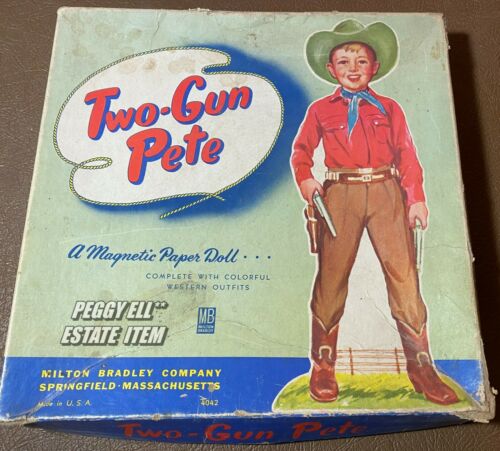 Two-Gun
Pete
A Magnetic Paper Doll . . .
COMPLETE WITH COLORFUL
WESTERN OUTFITS
PEGGY ELL**
ESTATE ITEM
MB
MILTON
BRADLEY
MILTON BRADLEY COMPANY
SPRINGFIELD · MASSACHUSETTS
Made in U. S. A.
4042
Two-Gun Pete